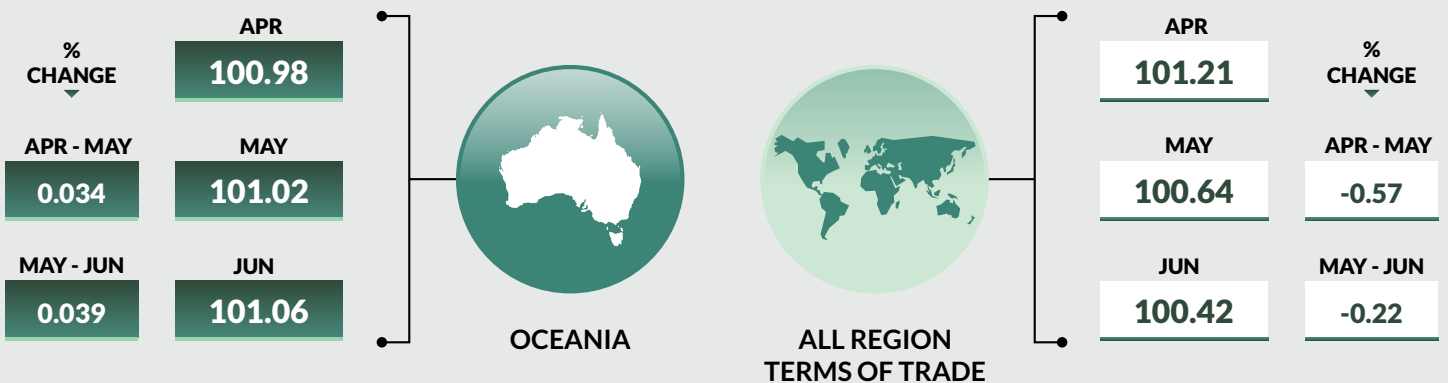 %
CHANGE
APR
100.98
APR - MAY
0.034
MAY
101.02
MAY - JUN
0.039
JUN
101.06
OCEANIA
ALL REGION
TERMS OF TRADE
APR
101.21
%
CHANGE
MAY
100.64
APR - MAY
-0.57
JUN
100.42
MAY - JUN
-0.22